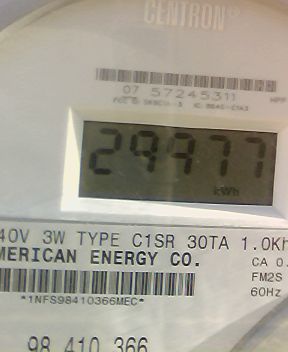 CENTRON®
07 57245311
29977
kWh
40V 3W TYPE C1SR 30TA 1.0Kh
MERICAN ENERGY CO.
CA 0.
FM2S
60Hz
*1NFS98410366MEC*
98 410 366